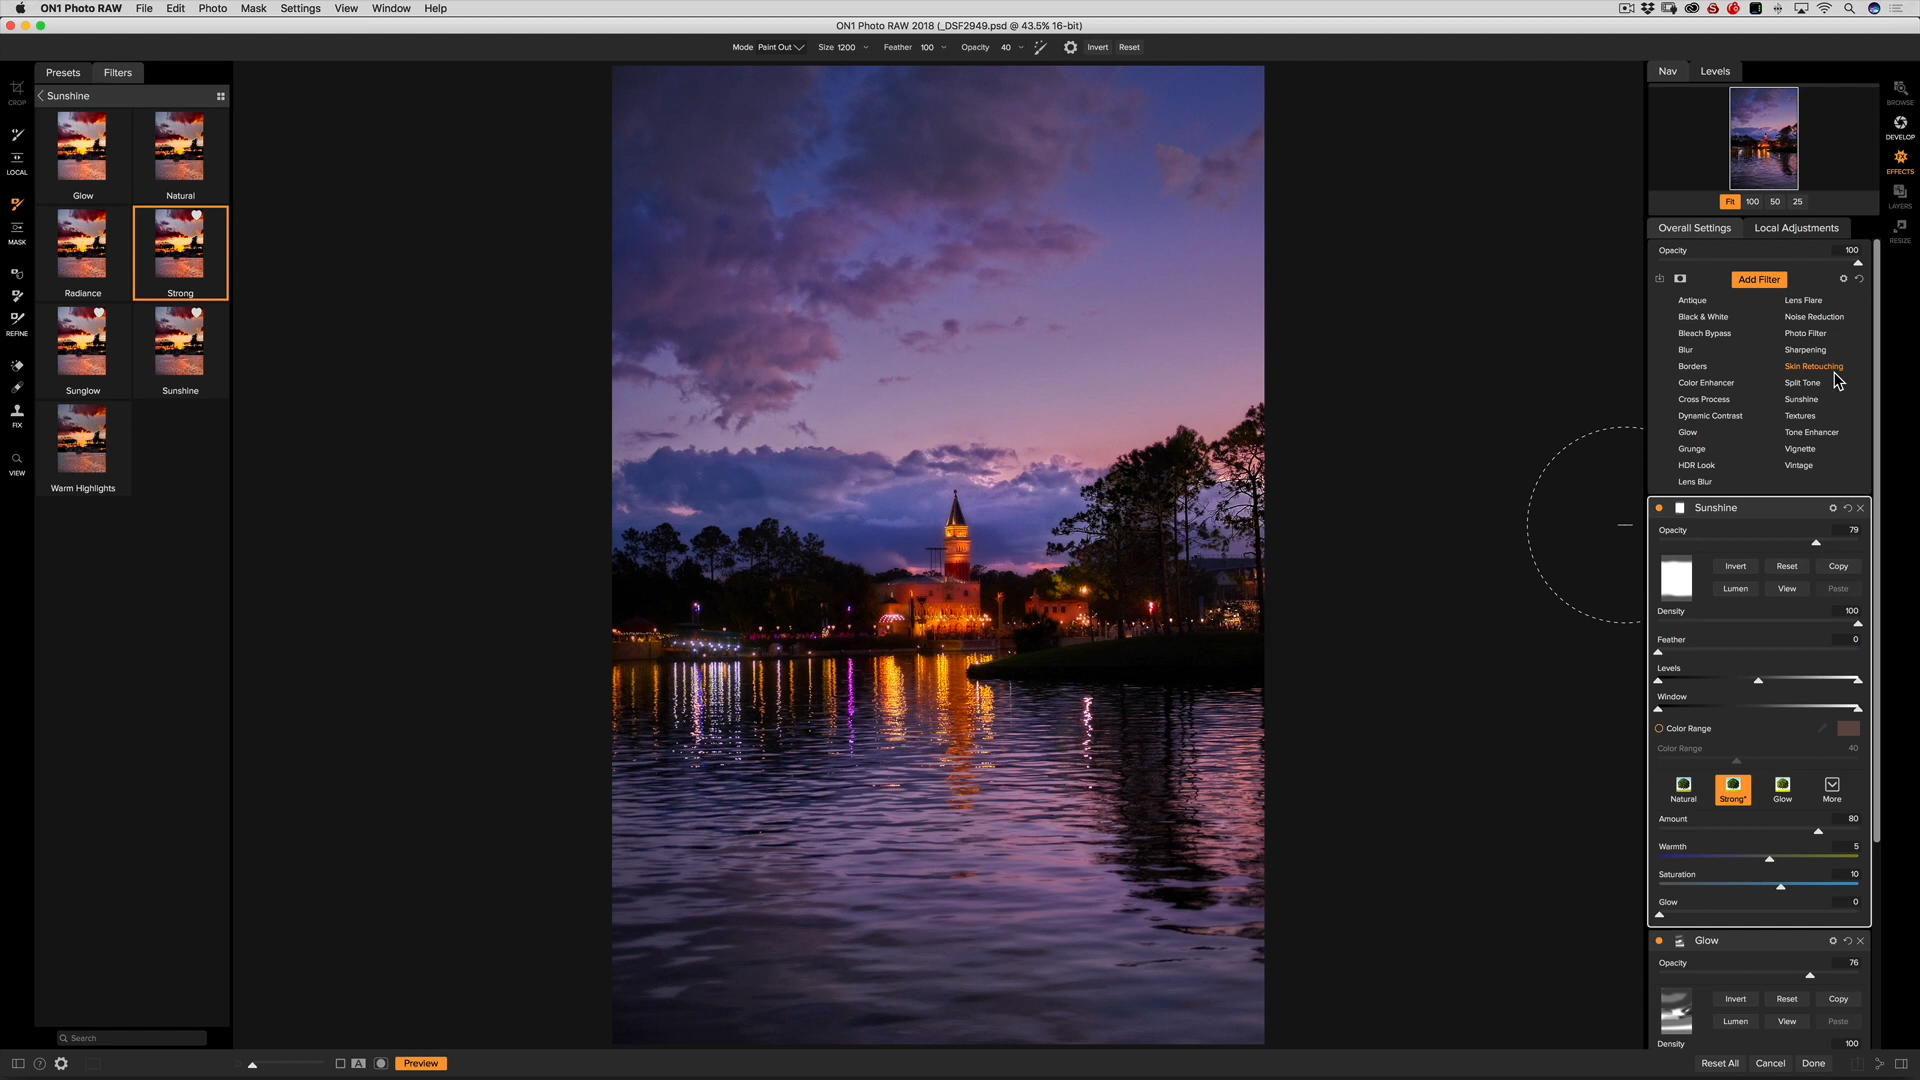 ON1 Photo RAW File Edit Photo Mask Settings View Window Help
ON1 Photo RAW 2018 (_DSF2949.psd @ 43.5% 16-bit)
Mode Paint Out Size 1200 Feather 100 Opacity 40 Invert Reset
Presets Filters
Sunshine
Glow Natural
Radiance Strong
Sunglow Sunshine
Warm Highlights
CROP
LOCAL
MASK
REFINE
FIX
VIEW
Search
A
Preview
Nav Levels
Fit 100 50 25
BROWSE
DEVELOP
EFFECTS
LAYERS
RESIZE
Overall Settings Local Adjustments
Opacity 100
Add Filter
Antique Lens Flare
Black & White Noise Reduction
Bleach Bypass Photo Filter
Blur Sharpening
Borders Skin Retouching
Color Enhancer Split Tone
Cross Process Sunshine
Dynamic Contrast Textures
Glow Tone Enhancer
Grunge Vignette
HDR Look Vintage
Lens Blur
Sunshine
Opacity 79
Invert Reset Copy
Lumen View Paste
Density 100
Feather 0
Levels
Window
Color Range
Color Range 40
Natural Strong* Glow More
Amount 80
Warmth 5
Saturation 10
Glow 0
Glow
Opacity 76
Invert Reset Copy
Lumen View Paste
Density 100
Reset All Cancel Done